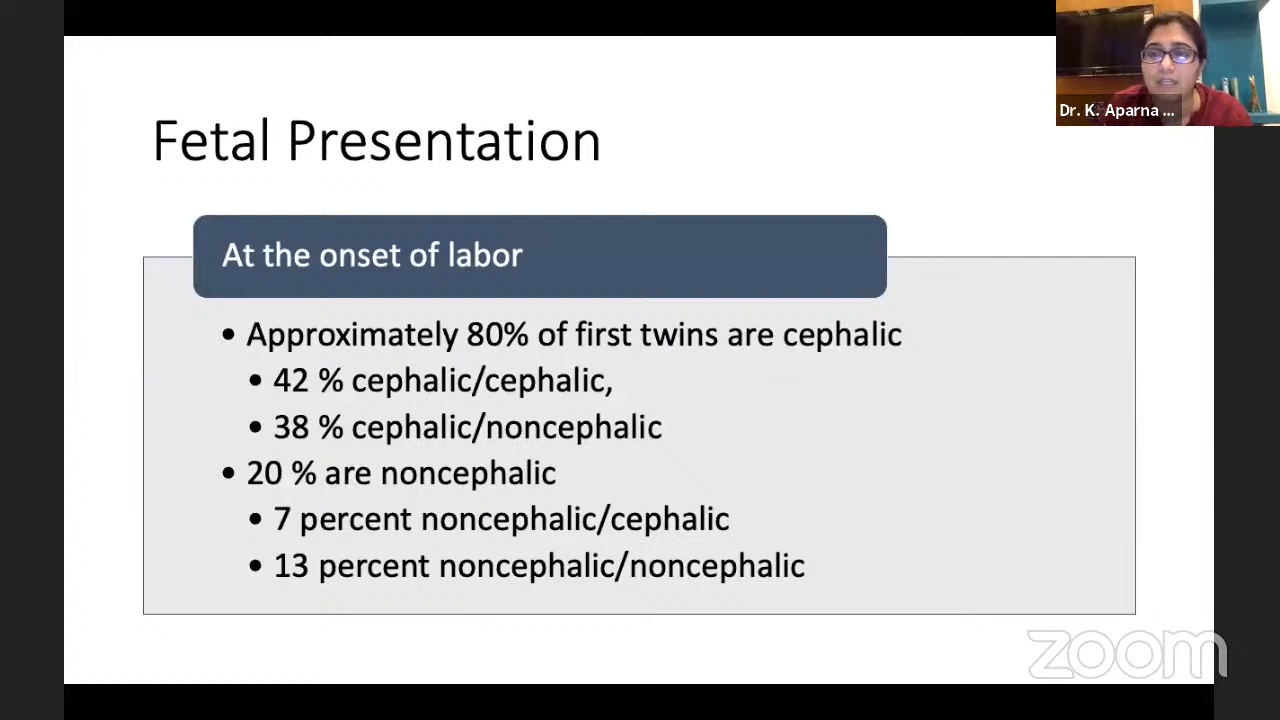 Dr. K. Aparna ...
Fetal Presentation
At the onset of labor
• Approximately 80% of first twins are cephalic
• 42 % cephalic/cephalic,
• 38 % cephalic/noncephalic
• 20 % are noncephalic
• 7 percent noncephalic/cephalic
• 13 percent noncephalic/noncephalic
zoom